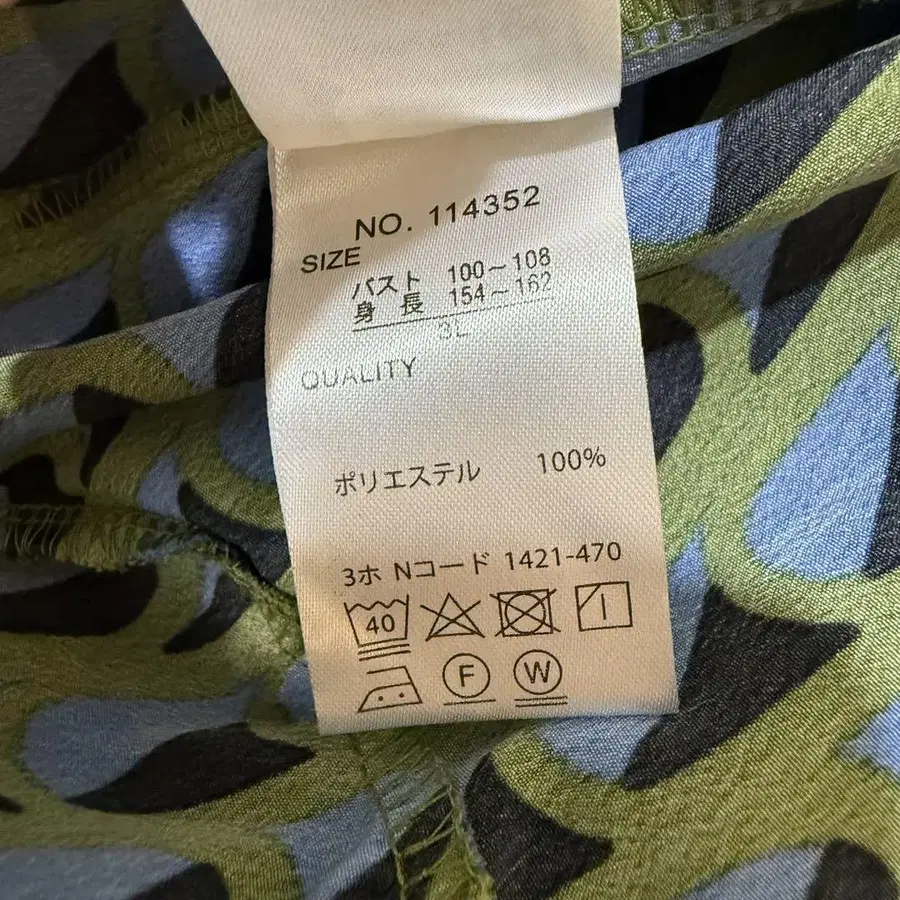 NO. 114352
SIZE
バスト 100～108
身長 154～162
3L
QUALITY
ポリエステル 100%
3ホ Nコード 1421-470
40
F W